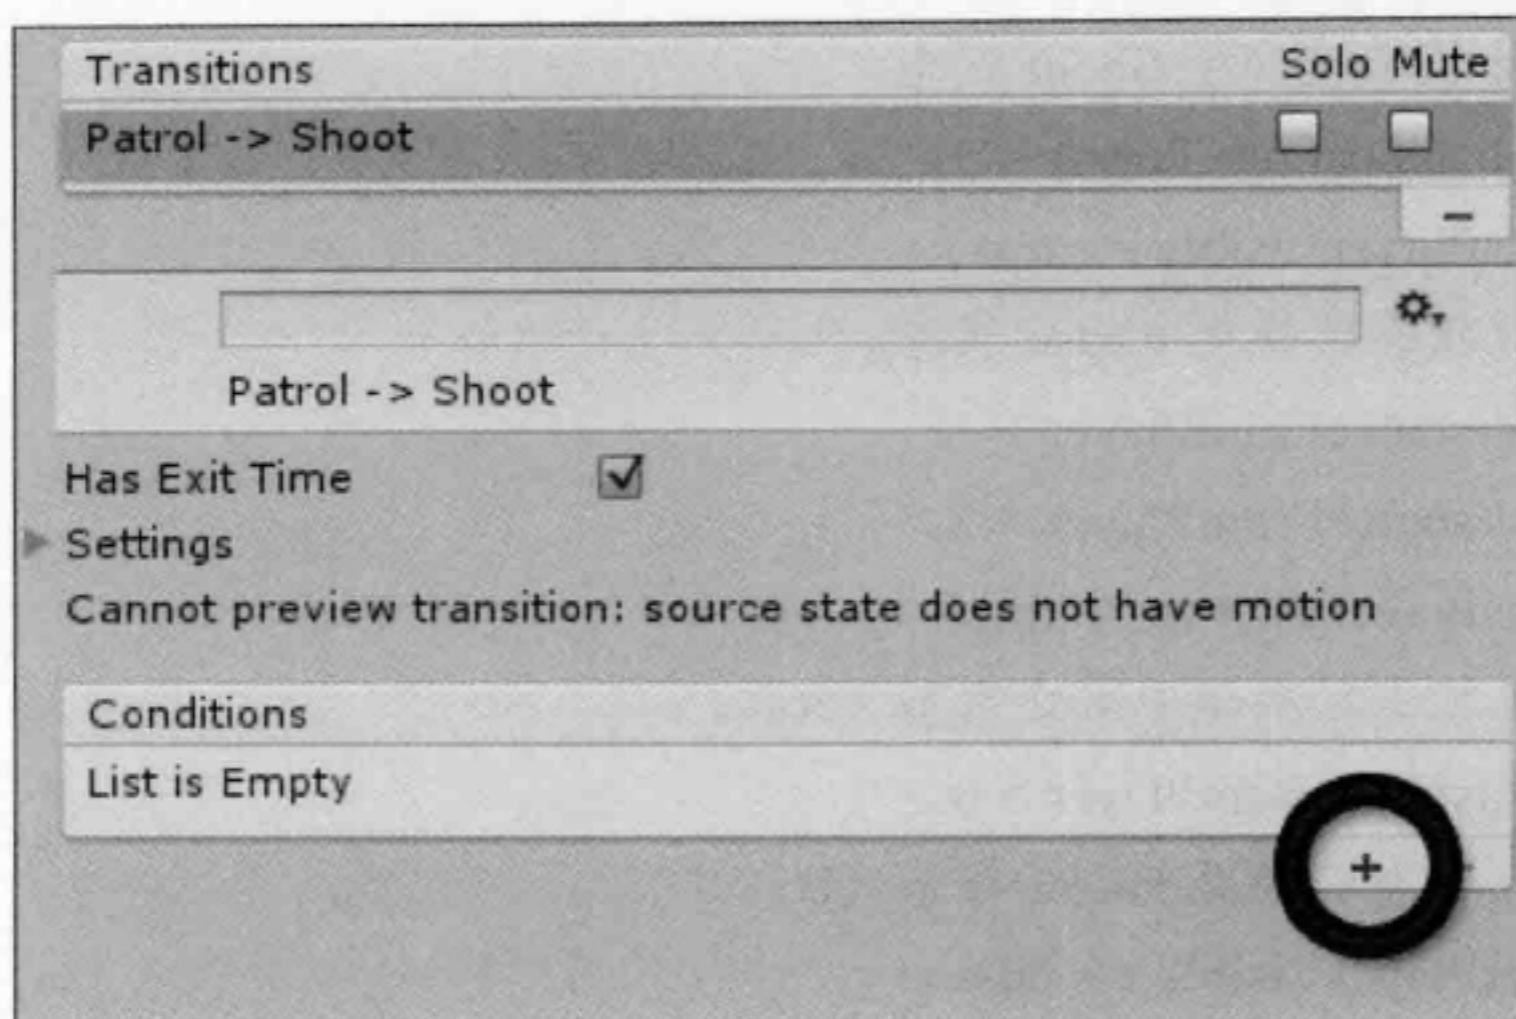 Transitions Solo Mute
Patrol -> Shoot
Patrol -> Shoot
Has Exit Time
Settings
Cannot preview transition: source state does not have motion
Conditions
List is Empty
+